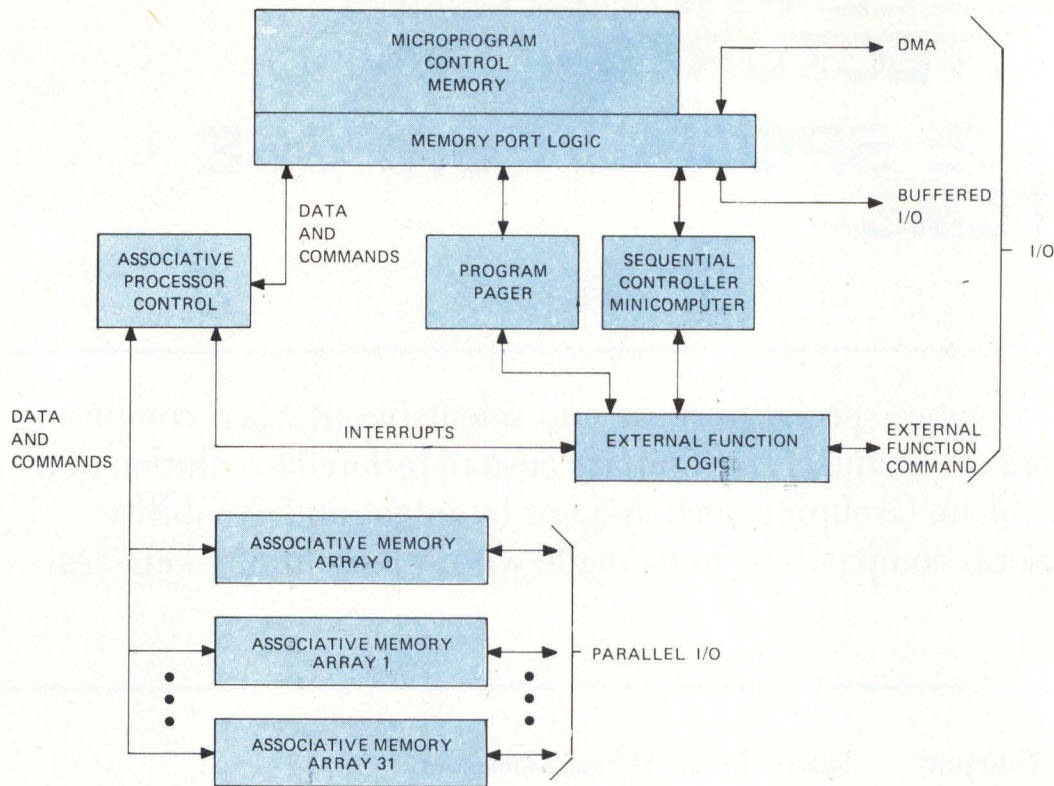 MICROPROGRAM
CONTROL
MEMORY
MEMORY PORT LOGIC
DMA
BUFFERED
I/O
I/O
DATA
AND
COMMANDS
ASSOCIATIVE
PROCESSOR
CONTROL
PROGRAM
PAGER
SEQUENTIAL
CONTROLLER
MINICOMPUTER
DATA
AND
COMMANDS
INTERRUPTS
EXTERNAL FUNCTION
LOGIC
EXTERNAL
FUNCTION
COMMAND
ASSOCIATIVE MEMORY
ARRAY 0
ASSOCIATIVE MEMORY
ARRAY 1
PARALLEL I/O
ASSOCIATIVE MEMORY
ARRAY 31